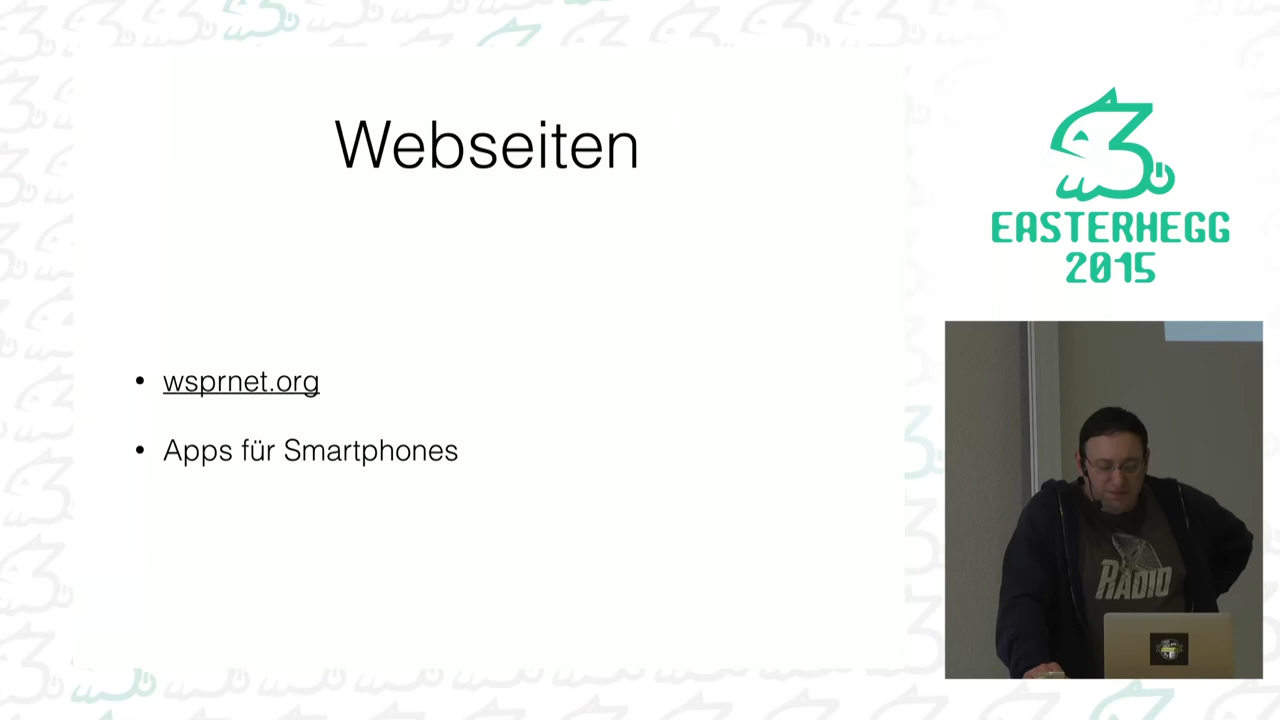 Webseiten
wsprnet.org
Apps für Smartphones
EASTERHEGG
2015
RADIO